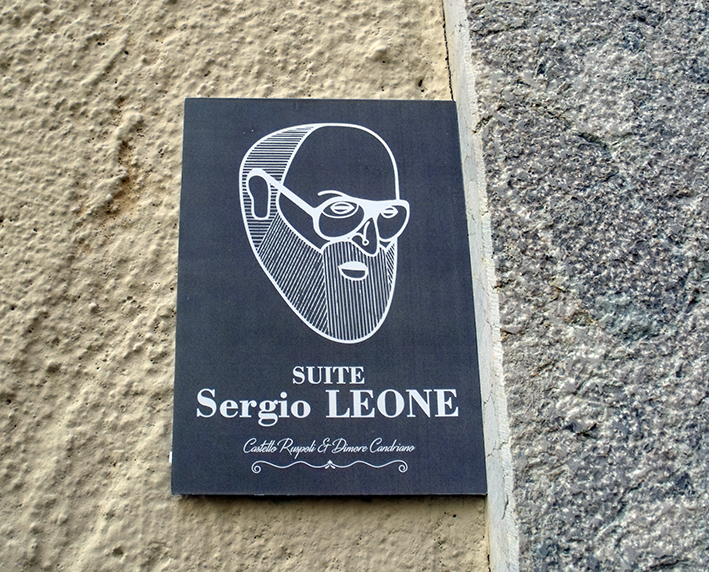 SUITE
Sergio LEONE
Castello Ruspoli & Dimore Candriano